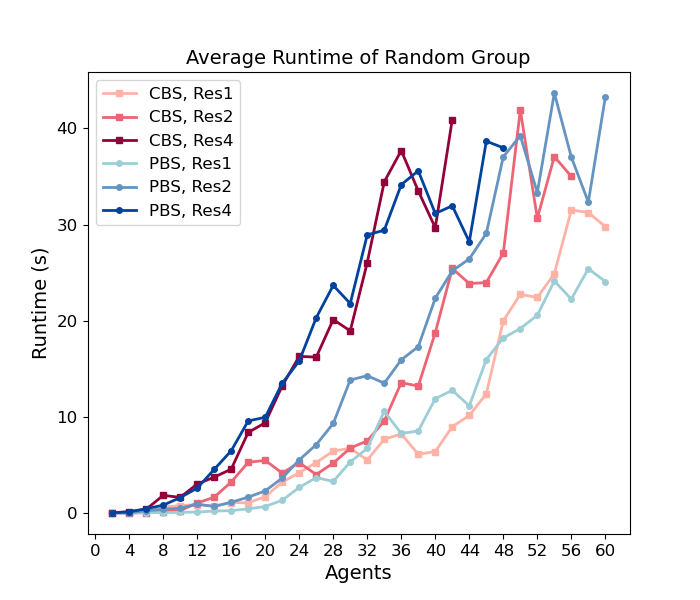 Average Runtime of Random Group
CBS, Res1
CBS, Res2
CBS, Res4
PBS, Res1
PBS, Res2
PBS, Res4
Runtime (s)
40
30
20
10
0
0 4 8 12 16 20 24 28 32 36 40 44 48 52 56 60
Agents